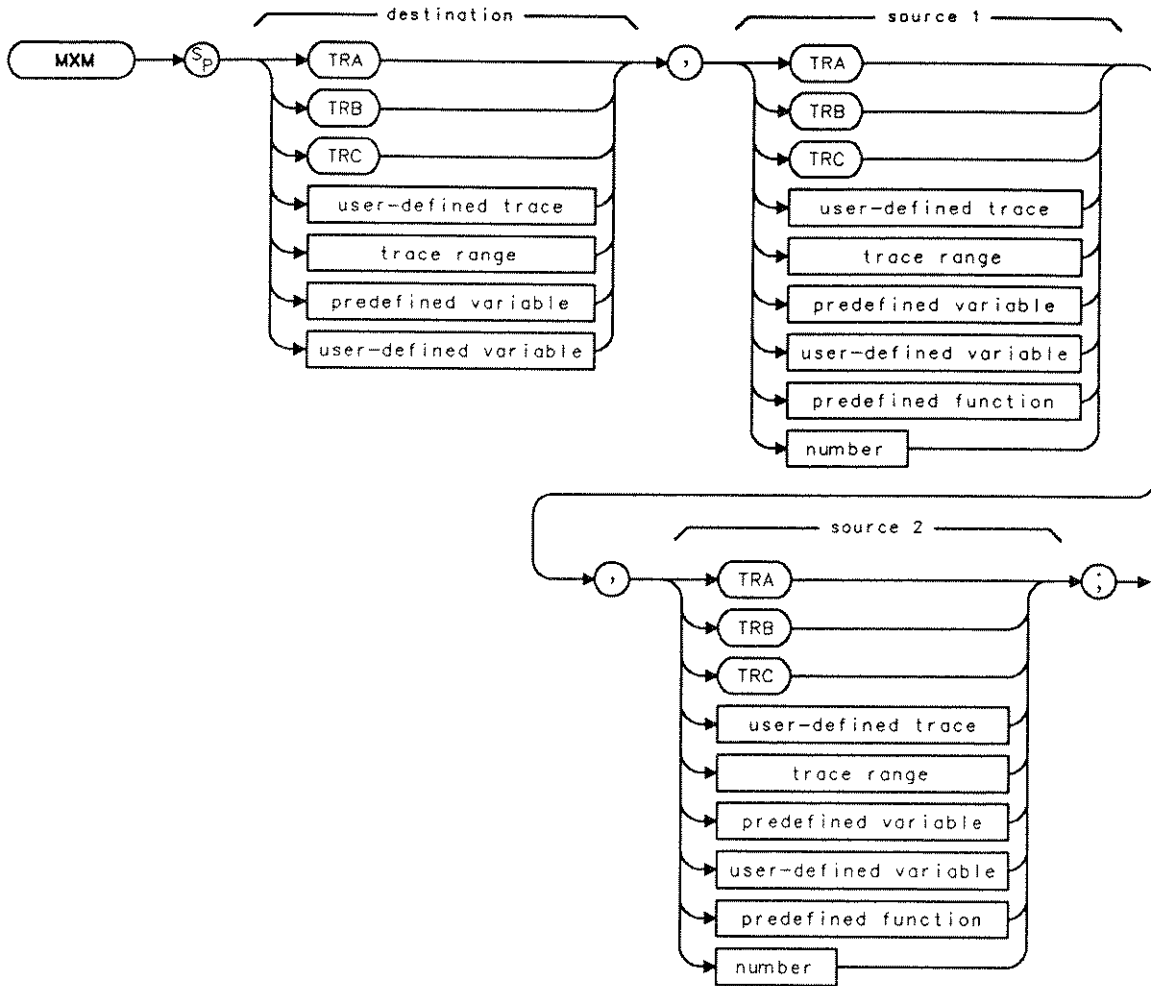 destination
source 1
MXM
Sp
TRA
,
TRA
TRB
TRB
TRC
TRC
user-defined trace
user-defined trace
trace range
trace range
predefined variable
predefined variable
user-defined variable
user-defined variable
predefined function
number
source 2
,
TRA
;
TRB
TRC
user-defined trace
trace range
predefined variable
user-defined variable
predefined function
number